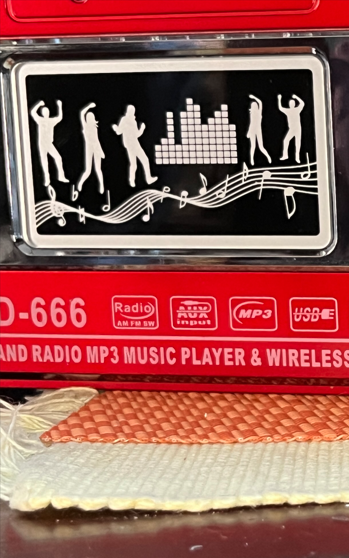 D-666
Radio
AM FM SW
AUX
input
MP3
USB
AND RADIO MP3 MUSIC PLAYER & WIRELESS